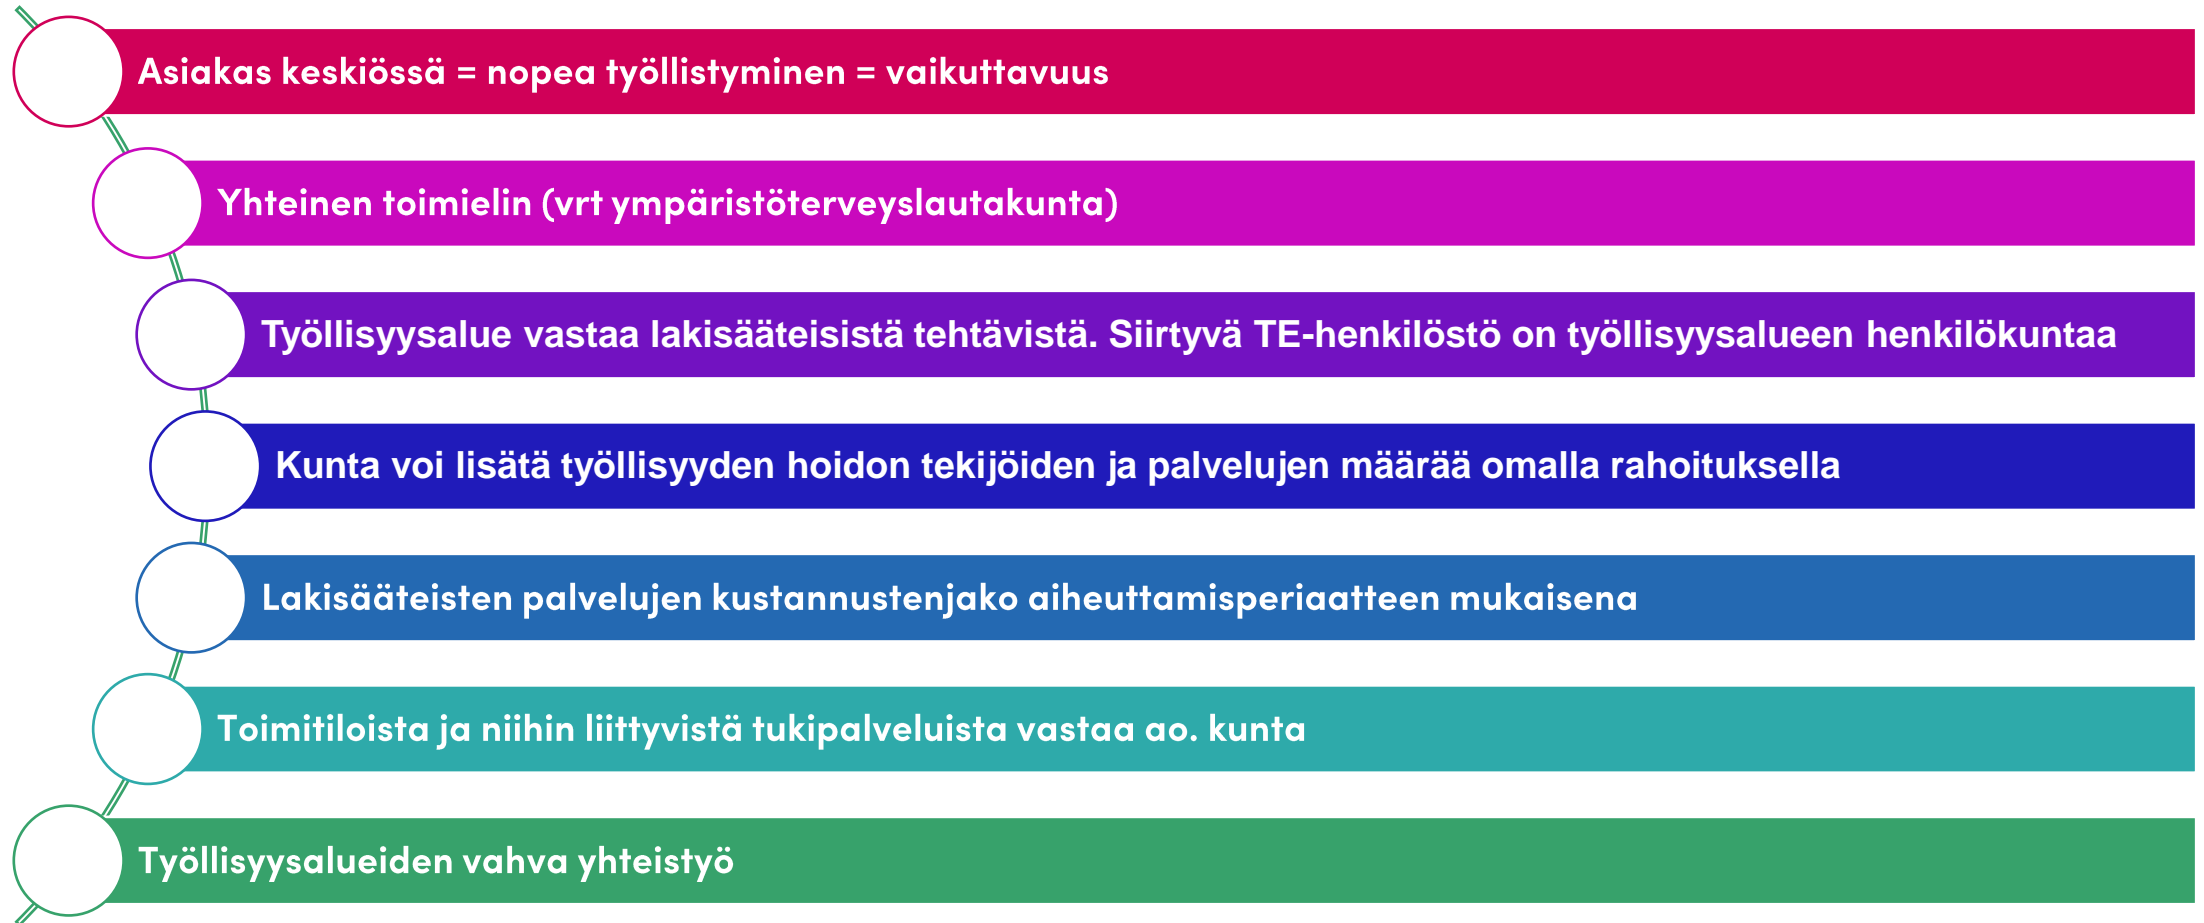 Asiakas keskiössä = nopea työllistyminen = vaikuttavuus
Yhteinen toimielin (vrt ympäristöterveyslautakunta)
Työllisyysalue vastaa lakisääteisistä tehtävistä. Siirtyvä TE-henkilöstö on työllisyysalueen henkilökuntaa
Kunta voi lisätä työllisyyden hoidon tekijöiden ja palvelujen määrää omalla rahoituksella
Lakisääteisten palvelujen kustannustenjako aiheuttamisperiaatteen mukaisena
Toimitiloista ja niihin liittyvistä tukipalveluista vastaa ao. kunta
Työllisyysalueiden vahva yhteistyö